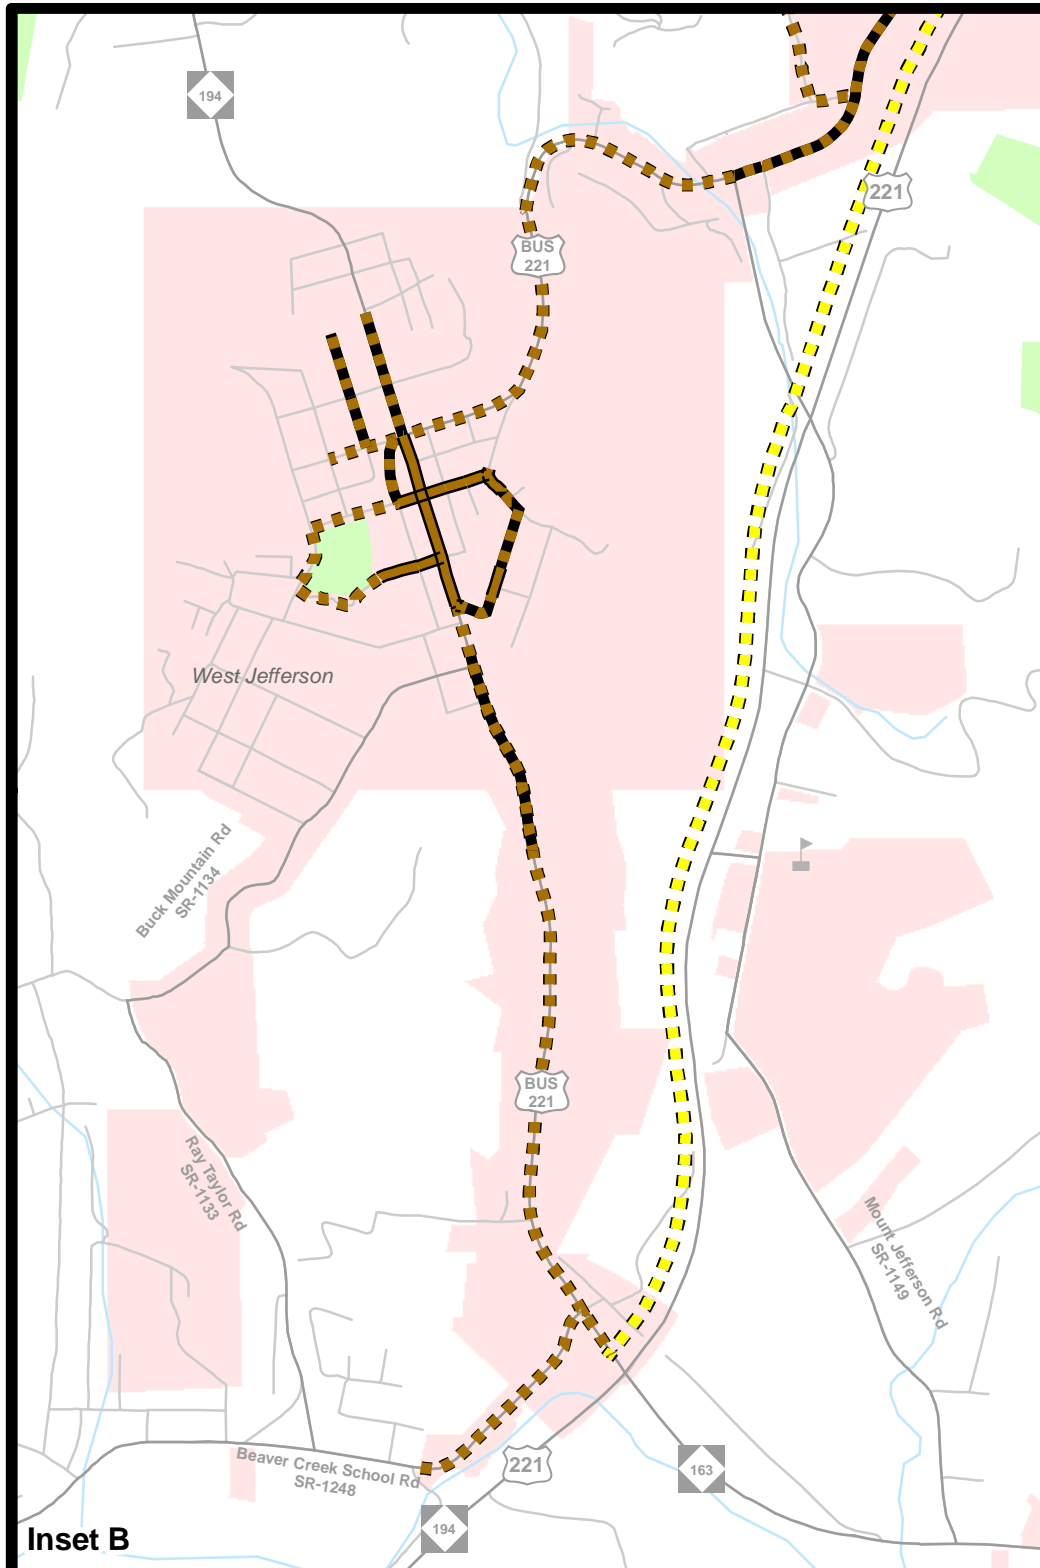 194
221
BUS
221
West Jefferson
Buck Mountain Rd
SR-1134
BUS
221
Ray Taylor Rd
SR-1133
Mount Jefferson Rd
SR-1149
Beaver Creek School Rd
SR-1248
221
163
194
Inset B